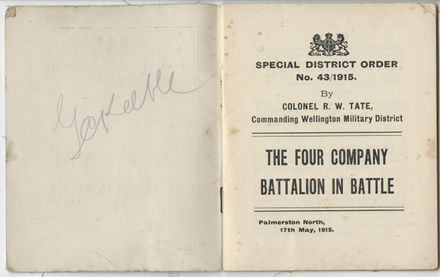 SPECIAL DISTRICT ORDER
No. 43/1915.
By
COLONEL R. W. TATE,
Commanding Wellington Military District
THE FOUR COMPANY
BATTALION IN BATTLE
Palmerston North,
17th May, 1915.